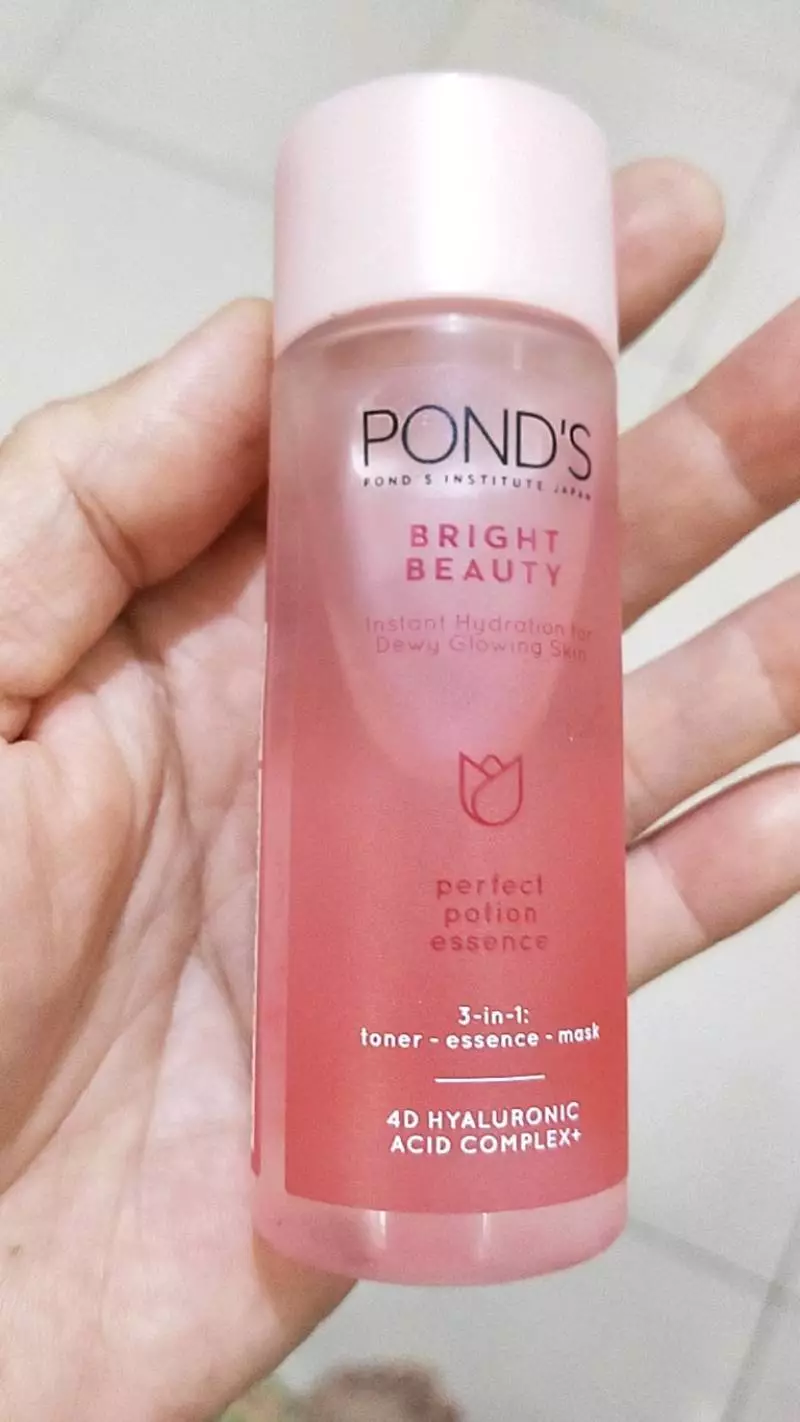 POND'S
POND'S INSTITUTE JAPAN
BRIGHT
BEAUTY
Instant Hydration for
Dewy Glowing Skin
perfect
potion
essence
3-in-1:
toner - essence - mask
4D HYALURONIC
ACID COMPLEX+